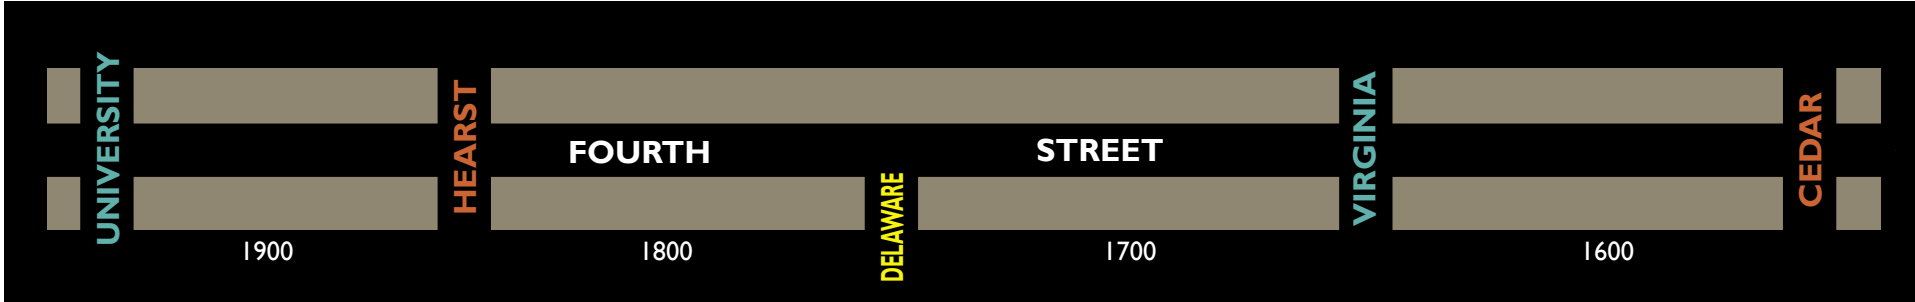 UNIVERSITY
HEARST
FOURTH
STREET
DELAWARE
VIRGINIA
CEDAR
1900
1800
1700
1600